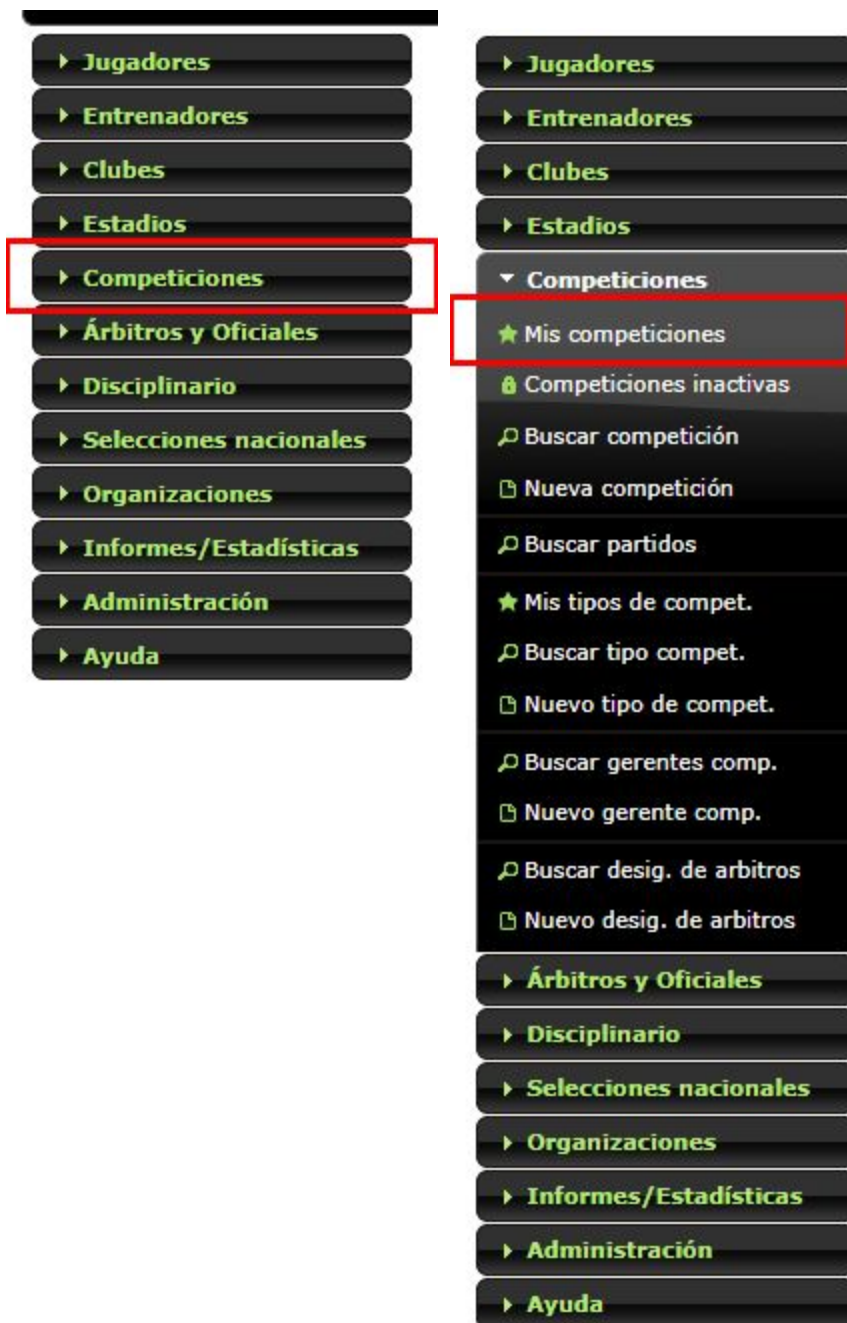 Jugadores
Entrenadores
Clubes
Estadios
Competiciones
Árbitros y Oficiales
Disciplinario
Selecciones nacionales
Organizaciones
Informes/Estadísticas
Administración
Ayuda
Jugadores
Entrenadores
Clubes
Estadios
Competiciones
Mis competiciones
Competiciones inactivas
Buscar competición
Nueva competición
Buscar partidos
Mis tipos de compet.
Buscar tipo compet.
Nuevo tipo de compet.
Buscar gerentes comp.
Nuevo gerente comp.
Buscar desig. de arbitros
Nuevo desig. de arbitros
Árbitros y Oficiales
Disciplinario
Selecciones nacionales
Organizaciones
Informes/Estadísticas
Administración
Ayuda